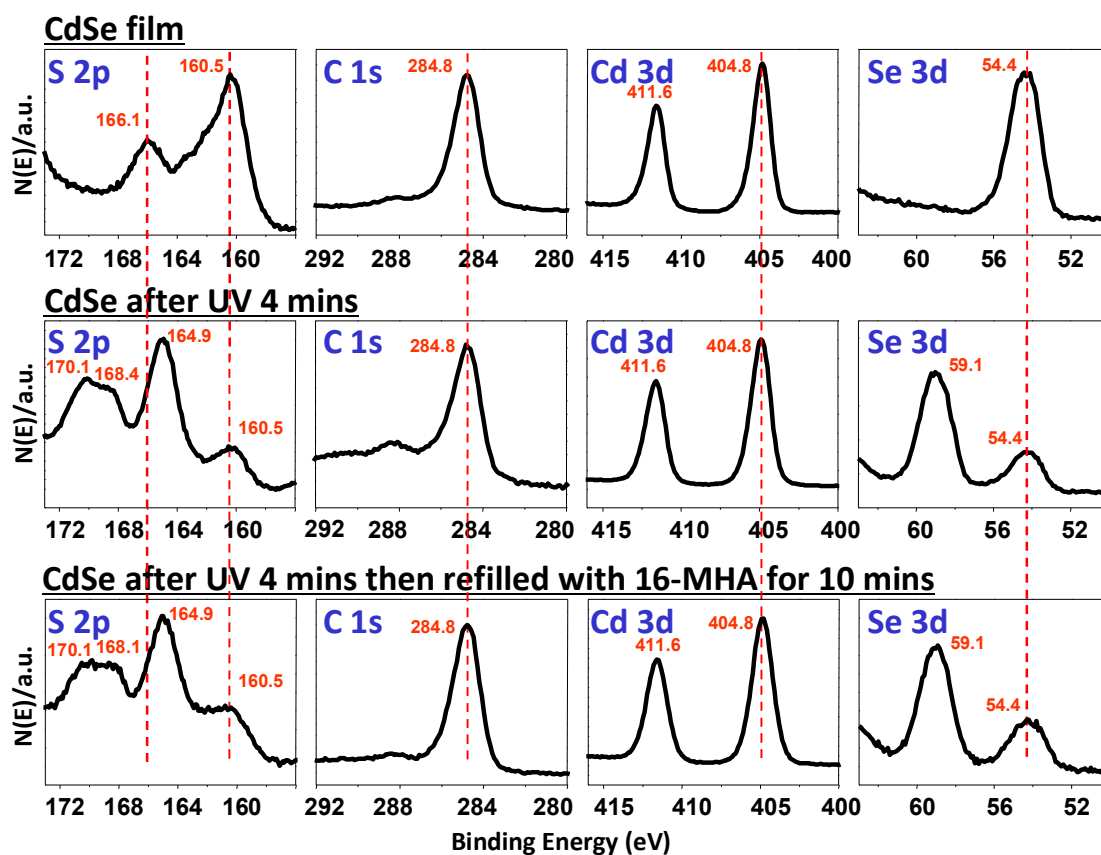 CdSe film
S 2p
160.5
166.1
C 1s
284.8
Cd 3d
404.8
411.6
Se 3d
54.4
N(E)/a.u.
172 168 164 160
292 288 284 280
415 410 405 400
60 56 52
CdSe after UV 4 mins
S 2p
164.9
170.1
168.4
160.5
C 1s
284.8
Cd 3d
404.8
411.6
Se 3d
59.1
54.4
N(E)/a.u.
172 168 164 160
292 288 284 280
415 410 405 400
60 56 52
CdSe after UV 4 mins then refilled with 16-MHA for 10 mins
S 2p
164.9
170.1
168.1
160.5
C 1s
284.8
Cd 3d
404.8
411.6
Se 3d
59.1
54.4
N(E)/a.u.
172 168 164 160
292 288 284 280
415 410 405 400
60 56 52
Binding Energy (eV)